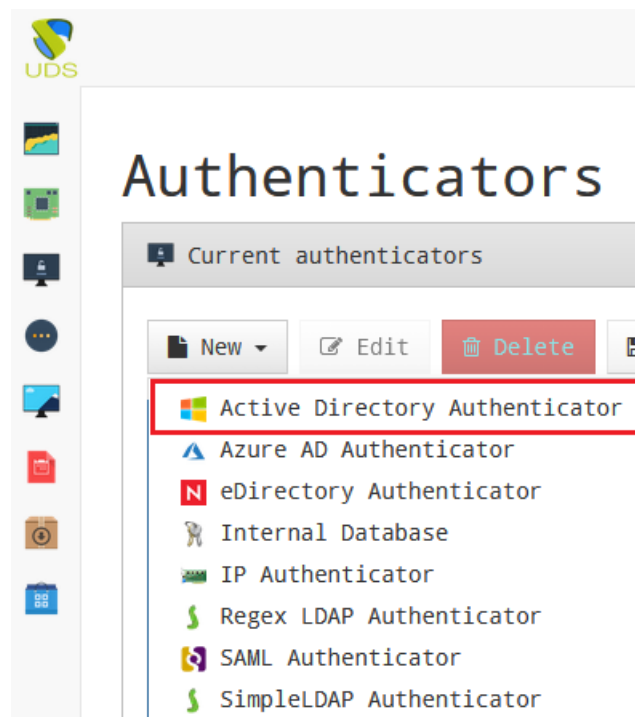 UDS
Authenticators
Current authenticators
New Edit Delete
Active Directory Authenticator
Azure AD Authenticator
N eDirectory Authenticator
Internal Database
IP Authenticator
Regex LDAP Authenticator
SAML Authenticator
SimpleLDAP Authenticator